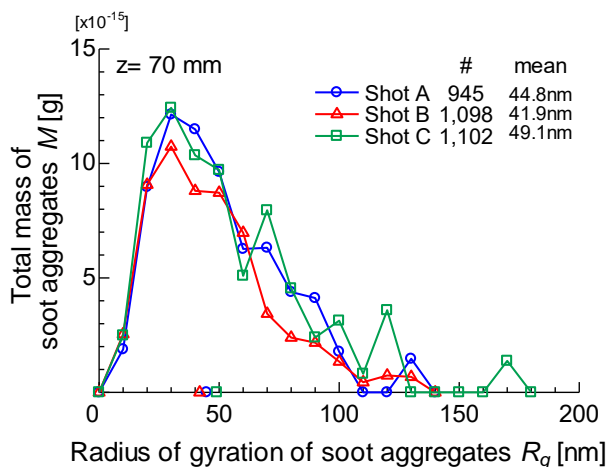 [x10⁻¹⁵]
15
10
5
Total mass of
soot aggregates M [g]
z= 70 mm
# mean
Shot A 945 44.8nm
Shot B 1,098 41.9nm
Shot C 1,102 49.1nm
0 50 100 150 200
Radius of gyration of soot aggregates Rg [nm]